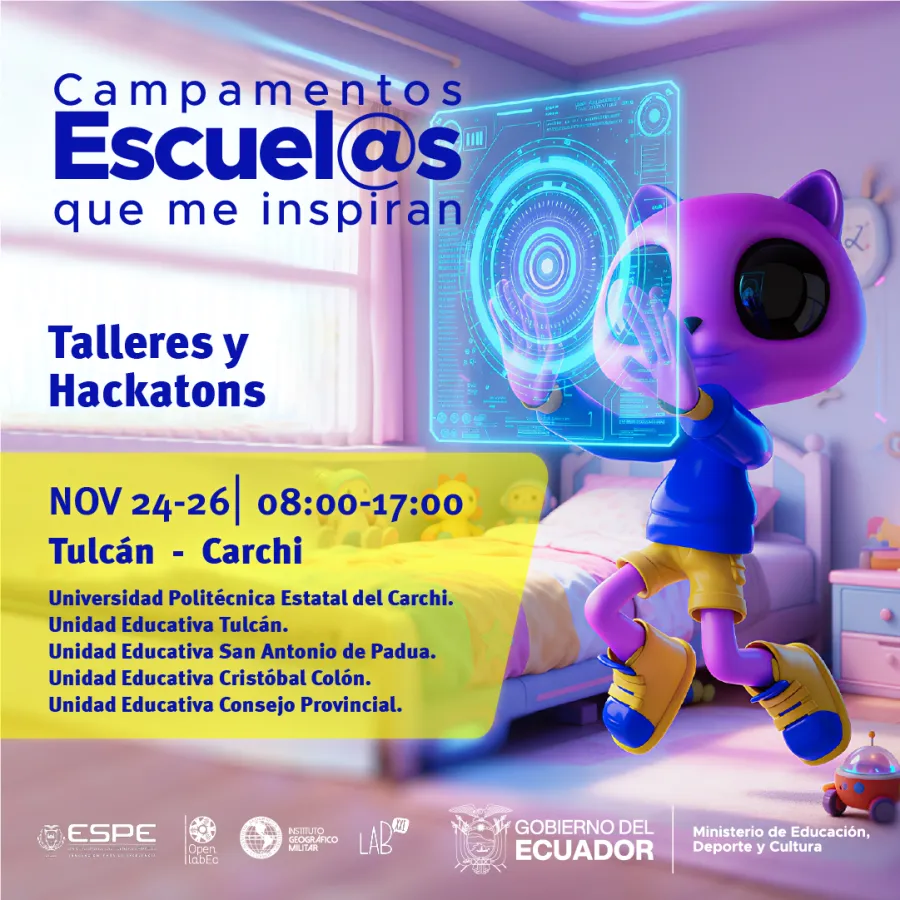 Campamentos
Escuel@s
que me inspiran
Talleres y
Hackatons
NOV 24-26| 08:00-17:00
Tulcán - Carchi
Universidad Politécnica Estatal del Carchi.
Unidad Educativa Tulcán.
Unidad Educativa San Antonio de Padua.
Unidad Educativa Cristóbal Colón.
Unidad Educativa Consejo Provincial.
ESPE
Open
labEc
INSTITUTO
GEOGRÁFICO
MILITAR
LAB XXI
GOBIERNO DEL
ECUADOR
Ministerio de Educación,
Deporte y Cultura